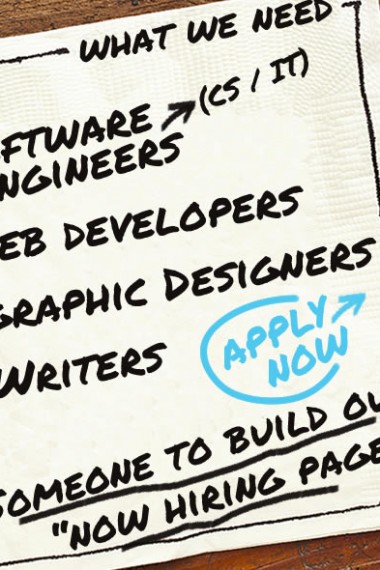 WHAT WE NEED
FTWARE (CS / IT)
NGINEERS
EB DEVELOPERS
GRAPHIC DESIGNERS
WRITERS
APPLY
NOW
SOMEONE TO BUILD OU
"NOW HIRING PAGE